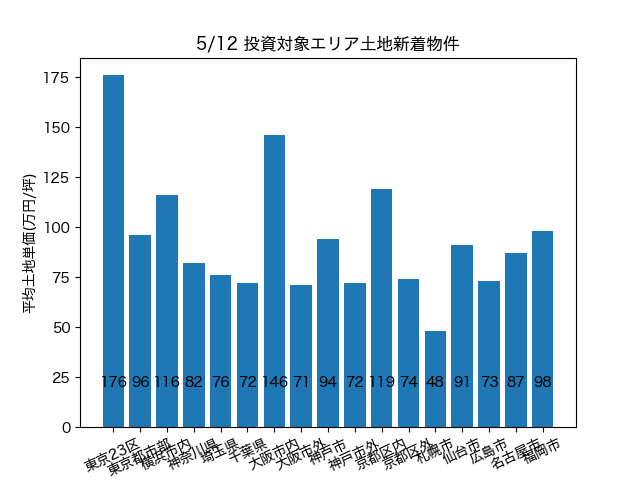 5/12 投資対象エリア土地新着物件
平均土地単価(万円/坪)
175
150
125
100
75
50
25
0
176 96 116 82 76 72 146 71 94 72 119 74 48 91 73 87 98
東京23区
東京都市部
横浜市内
神奈川県
埼玉県
千葉県
大阪市内
大阪市外
神戸市
神戸市外
京都区内
京都区外
札幌市
仙台市
広島市
名古屋市
福岡市